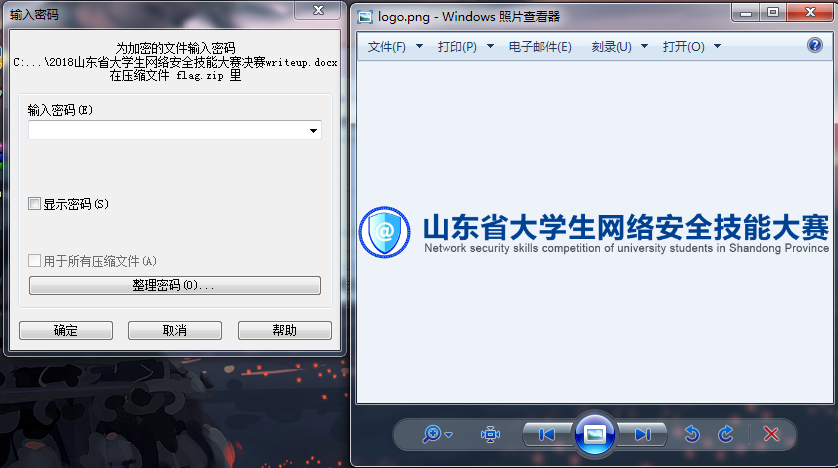 输入密码
为加密的文件输入密码
C:...\2018山东省大学生网络安全技能大赛决赛writeup.docx
在压缩文件 flag.zip 里
输入密码(E)
显示密码(S)
用于所有压缩文件(A)
整理密码(O)...
确定
取消
帮助
logo.png - Windows 照片查看器
文件(F)
打印(P)
电子邮件(E)
刻录(U)
打开(O)
山东省大学生网络安全技能大赛
Network security skills competition of university students in Shandong Province